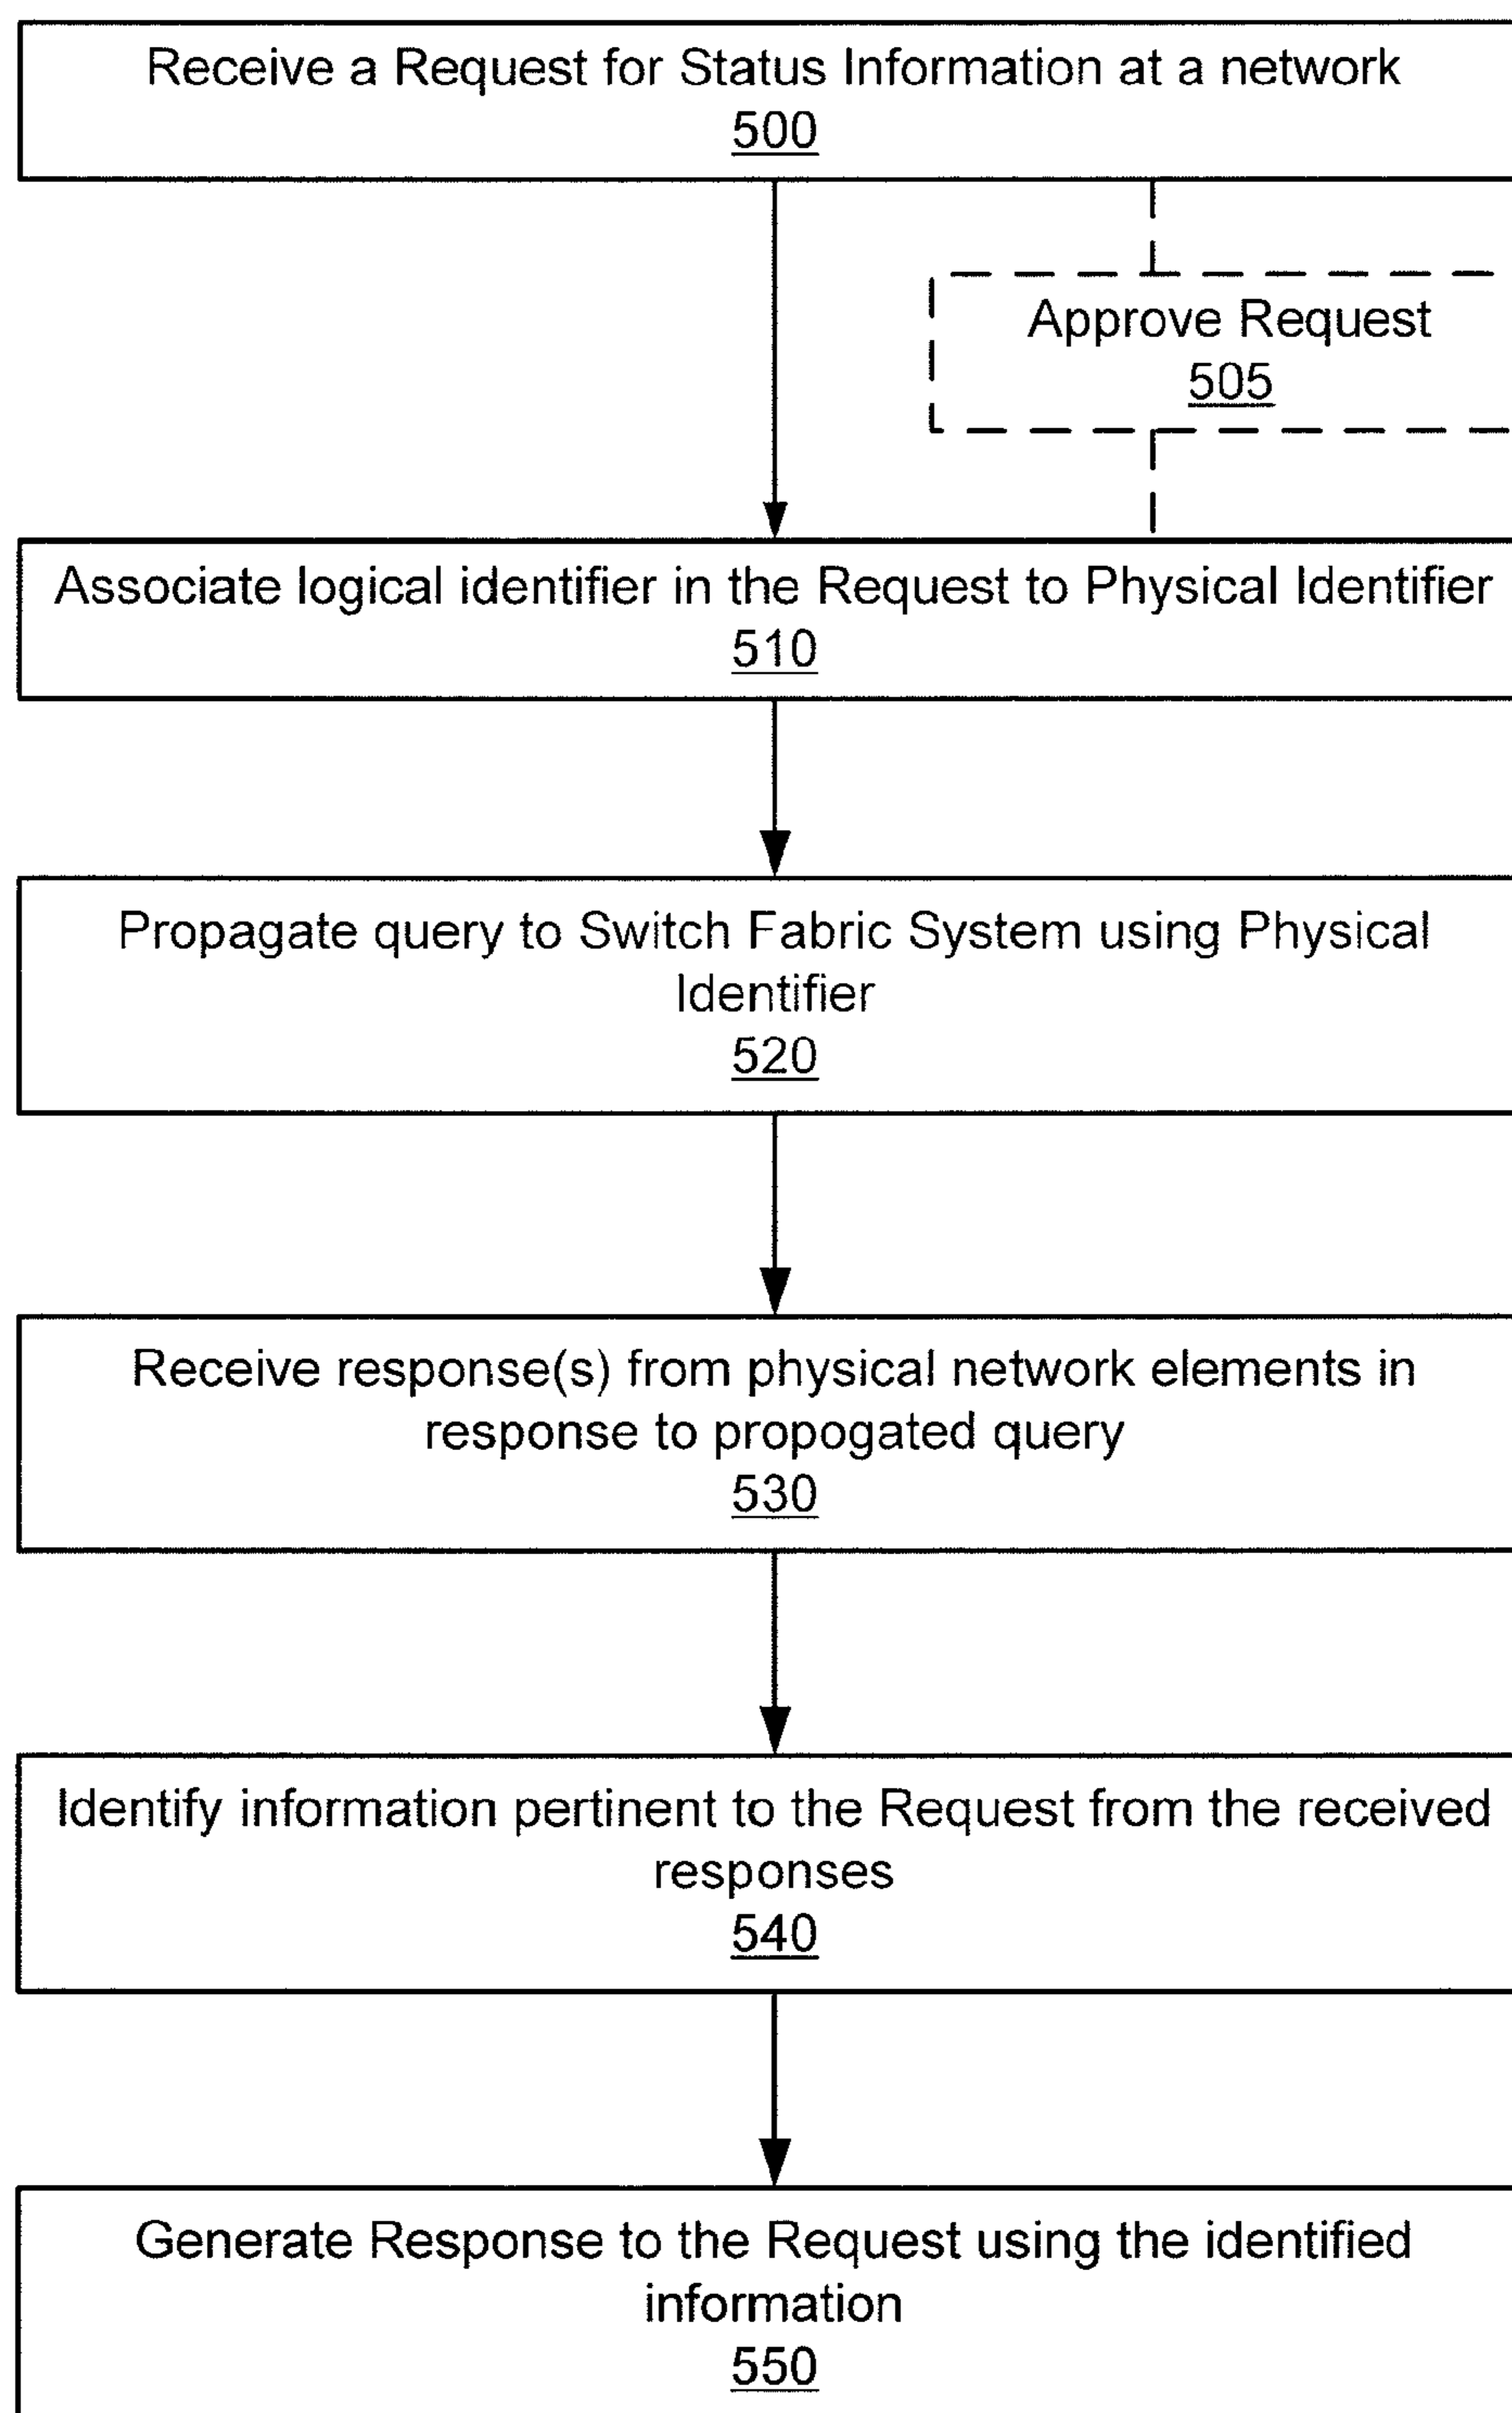 Receive a Request for Status Information at a network
500
Approve Request
505
Associate logical identifier in the Request to Physical Identifier
510
Propagate query to Switch Fabric System using Physical
Identifier
520
Receive response(s) from physical network elements in
response to propogated query
530
Identify information pertinent to the Request from the received
responses
540
Generate Response to the Request using the identified
information
550